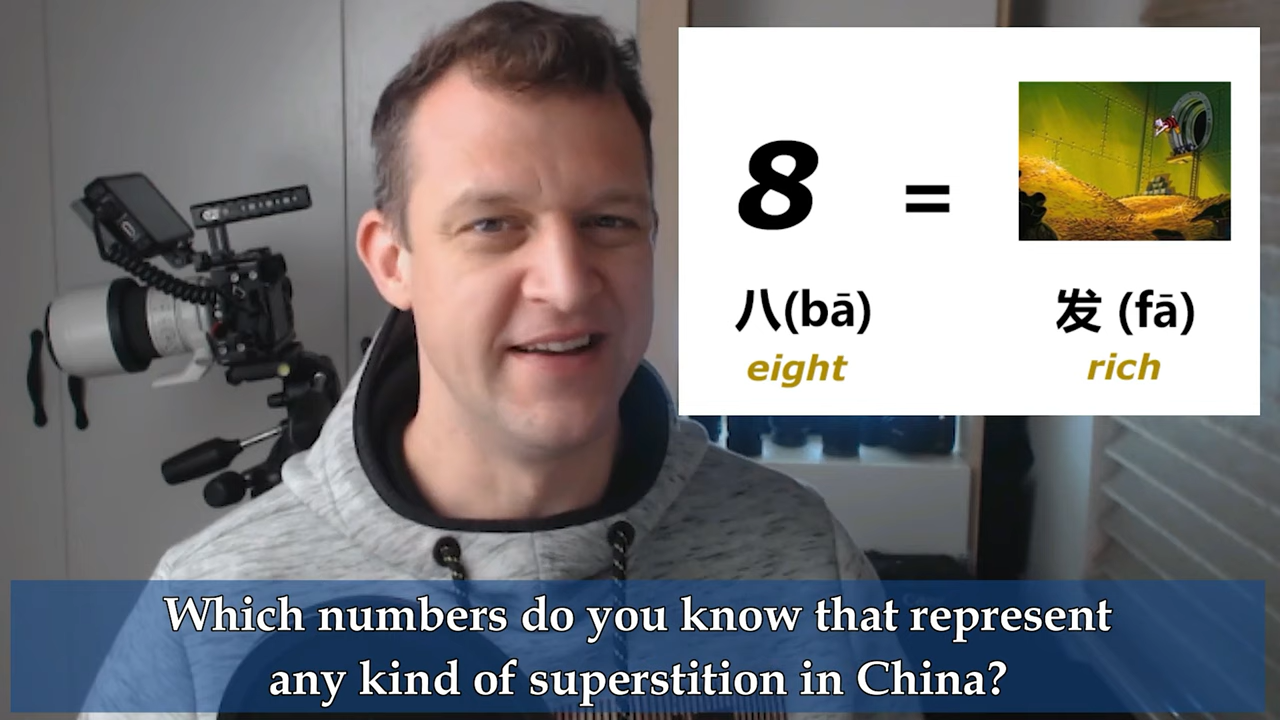 8 =
八(bā) 发 (fā)
eight rich
Which numbers do you know that represent
any kind of superstition in China?